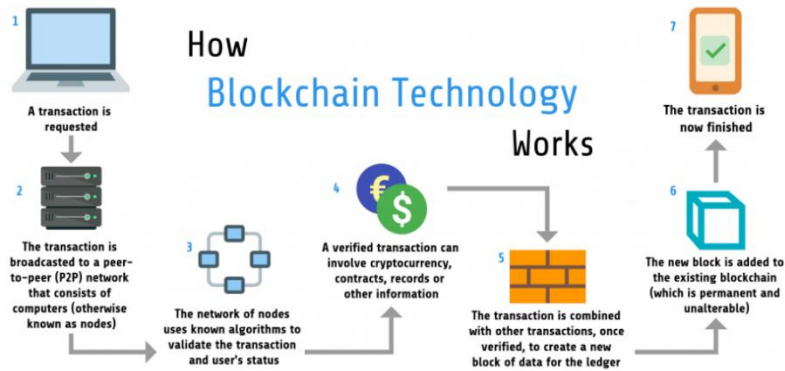 How
Blockchain Technology
Works
1
A transaction is
requested
2
The transaction is
broadcasted to a peer-
to-peer (P2P) network
that consists of
computers (otherwise
known as nodes)
3
The network of nodes
uses known algorithms to
validate the transaction
and user's status
4
€
$
A verified transaction can
involve cryptocurrency,
contracts, records or
other information
5
The transaction is combined
with other transactions, once
verified, to create a new
block of data for the ledger
6
The new block is added to
the existing blockchain
(which is permanent and
unalterable)
7
The transaction is
now finished